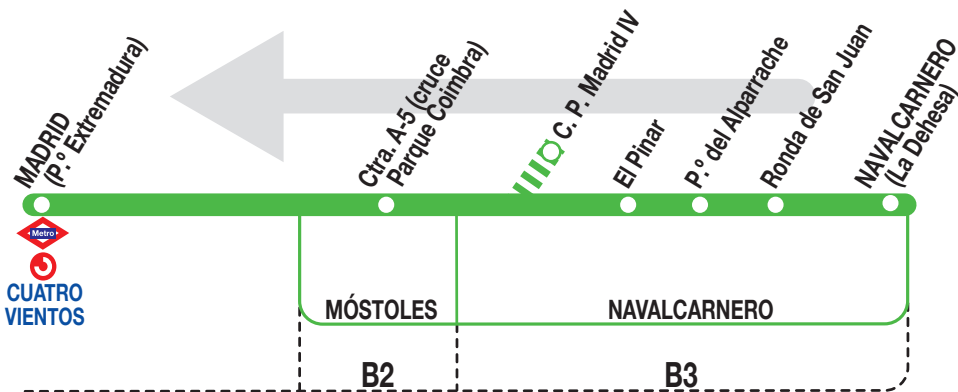 MADRID
(P.º Extremadura)
Ctra. A-5 (cruce
Parque Coimbra)
C. P. Madrid IV
El Pinar
P.º del Alparrache
Ronda de San Juan
NAVALCARNERO
(La Dehesa)
Metro
CUATRO
VIENTOS
MÓSTOLES
NAVALCARNERO
B2
B3